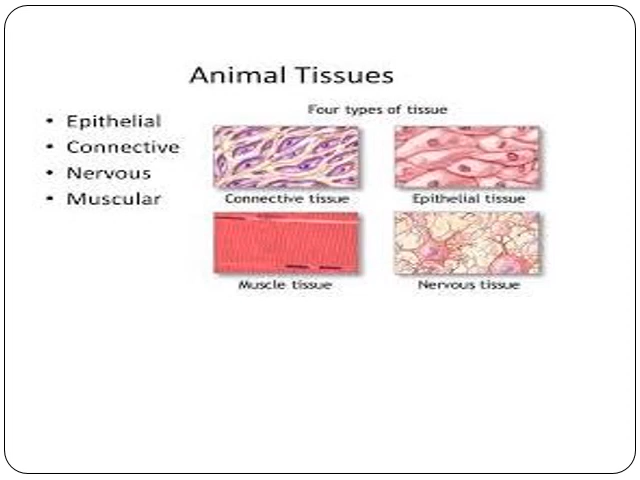 Animal Tissues
• Epithelial
• Connective
• Nervous
• Muscular
Four types of tissue
Connective tissue
Epithelial tissue
Muscle tissue
Nervous tissue